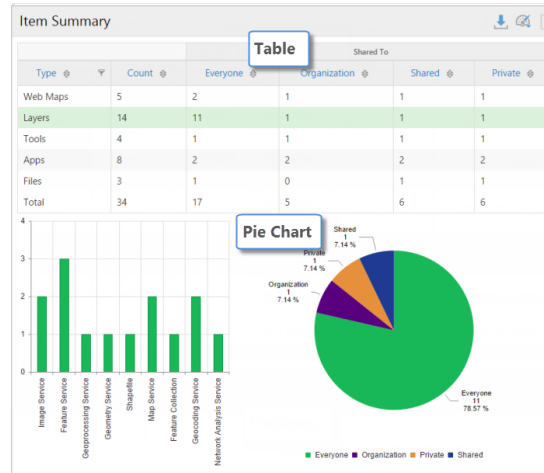 Item Summary
Table
Shared To
Type Count Everyone Organization Shared Private
Web Maps 5 2 1 1 1
Layers 14 11 1 1 1
Tools 4 1 1 1 1
Apps 8 2 2 2 2
Files 3 1 0 1 1
Total 34 17 5 6 6
Pie Chart
4
3
2
1
0
Image Service
Feature Service
Geoprocessing Service
Geometry Service
Shapefile
Map Service
Feature Collection
Geocoding Service
Network Analysis Service
Shared
1
7.14 %
Private
1
7.14 %
Organization
1
7.14 %
Everyone
11
78.57 %
Everyone Organization Private Shared